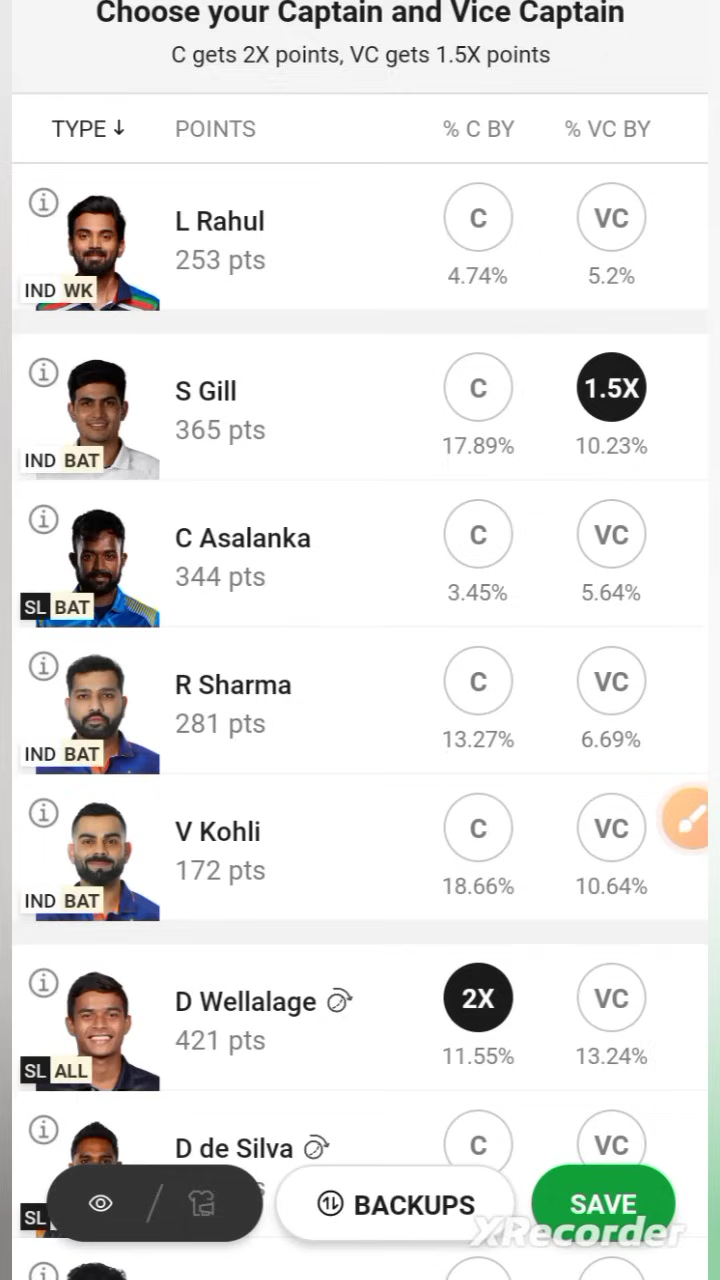 Choose your Captain and Vice Captain
C gets 2X points, VC gets 1.5X points
TYPE ↓ POINTS % C BY % VC BY
L Rahul
253 pts
C VC
4.74% 5.2%
IND WK
S Gill
365 pts
C 1.5X
17.89% 10.23%
IND BAT
C Asalanka
344 pts
C VC
3.45% 5.64%
SL BAT
R Sharma
281 pts
C VC
13.27% 6.69%
IND BAT
V Kohli
172 pts
C VC
18.66% 10.64%
IND BAT
D Wellalage
421 pts
2X VC
11.55% 13.24%
SL ALL
D de Silva
C VC
SL
BACKUPS
SAVE
XRecorder